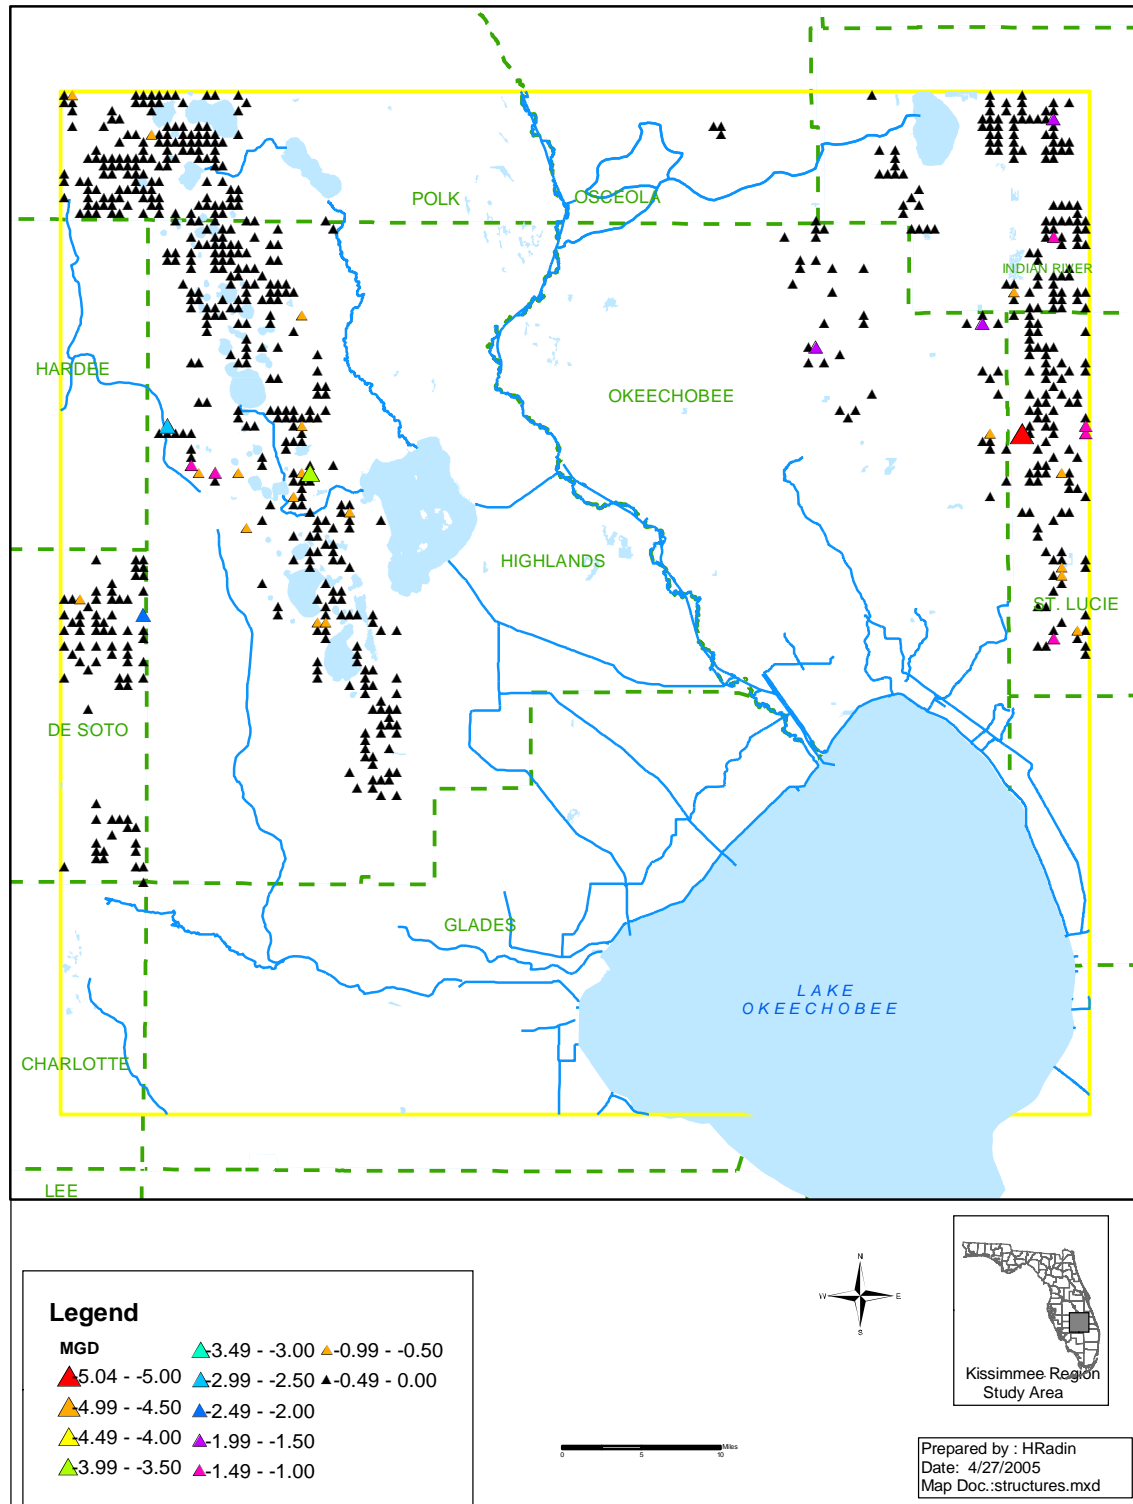 POLK
OSCEOLA
INDIAN RIVER
HARDEE
OKEECHOBEE
HIGHLANDS
ST. LUCIE
DE SOTO
GLADES
LAKE
OKEECHOBEE
CHARLOTTE
LEE
N
W E
S
Legend
MGD
-5.04 - -5.00
-4.99 - -4.50
-4.49 - -4.00
-3.99 - -3.50
-3.49 - -3.00
-2.99 - -2.50
-2.49 - -2.00
-1.99 - -1.50
-1.49 - -1.00
-0.99 - -0.50
-0.49 - 0.00
Miles
0 5 10
Kissimmee Region
Study Area
Prepared by : HRadin
Date: 4/27/2005
Map Doc.:structures.mxd